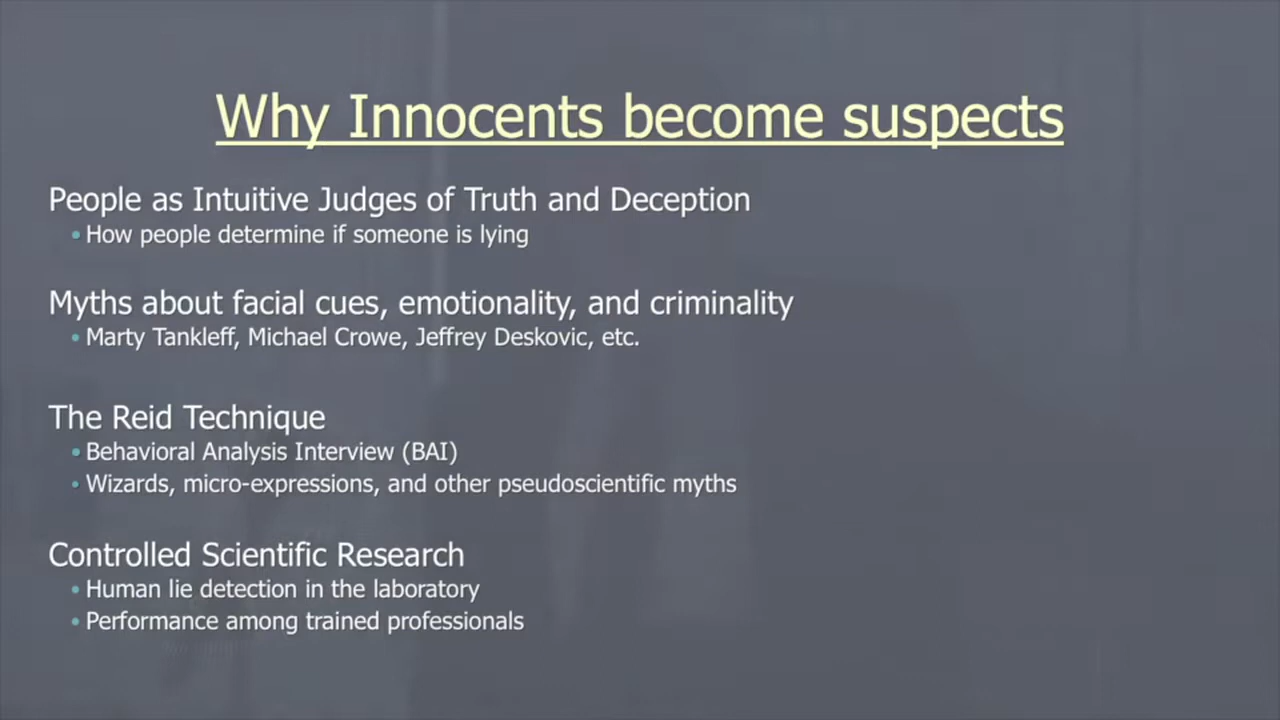 Why Innocents become suspects
People as Intuitive Judges of Truth and Deception
• How people determine if someone is lying
Myths about facial cues, emotionality, and criminality
• Marty Tankleff, Michael Crowe, Jeffrey Deskovic, etc.
The Reid Technique
• Behavioral Analysis Interview (BAI)
• Wizards, micro-expressions, and other pseudoscientific myths
Controlled Scientific Research
• Human lie detection in the laboratory
• Performance among trained professionals